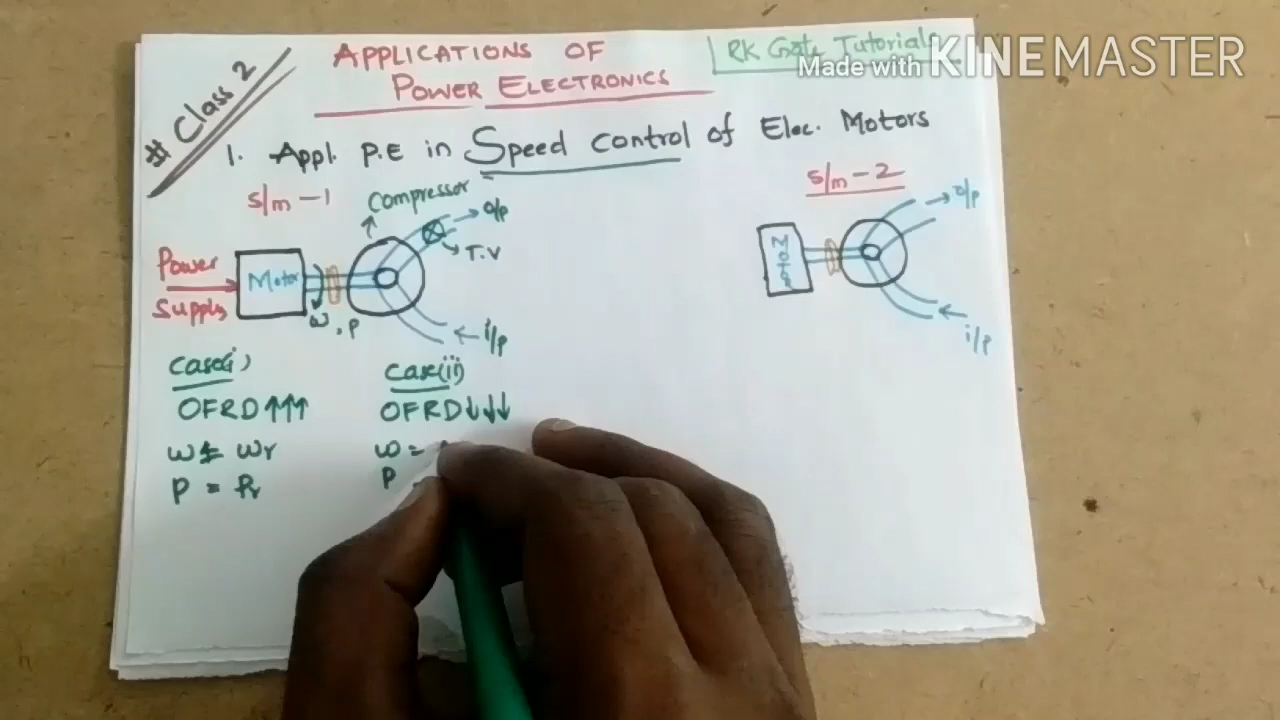 # Class 2
APPLICATIONS OF
POWER ELECTRONICS
RK Gate Tutorials
Made with KINEMASTER
1. Appl. P.E in Speed control of Elec. Motors
S/m - 1
Compressor
o/p
T.V
Power
Supply
Motor
ω, P
i/p
S/m - 2
o/p
MOTOR
i/p
Case(i)
OFRD↑↑↑
ω = ωr
P = Pr
Case(ii)
OFRD↓↓↓
ω =
P